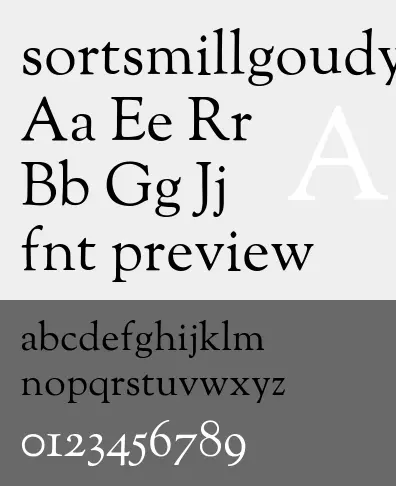 sortsmillgoudy
Aa Ee Rr
A
Bb Gg Jj
fnt preview
abcdefghijklm
nopqrstuvwxyz
0123456789